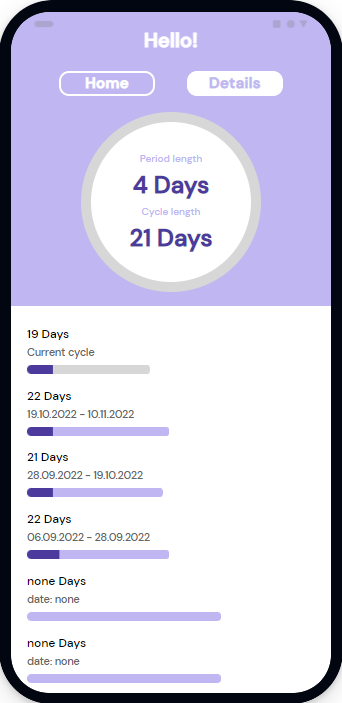 Hello!
Home Details
Period length
4 Days
Cycle length
21 Days
19 Days
Current cycle
22 Days
19.10.2022 - 10.11.2022
21 Days
28.09.2022 - 19.10.2022
22 Days
06.09.2022 - 28.09.2022
none Days
date: none
none Days
date: none